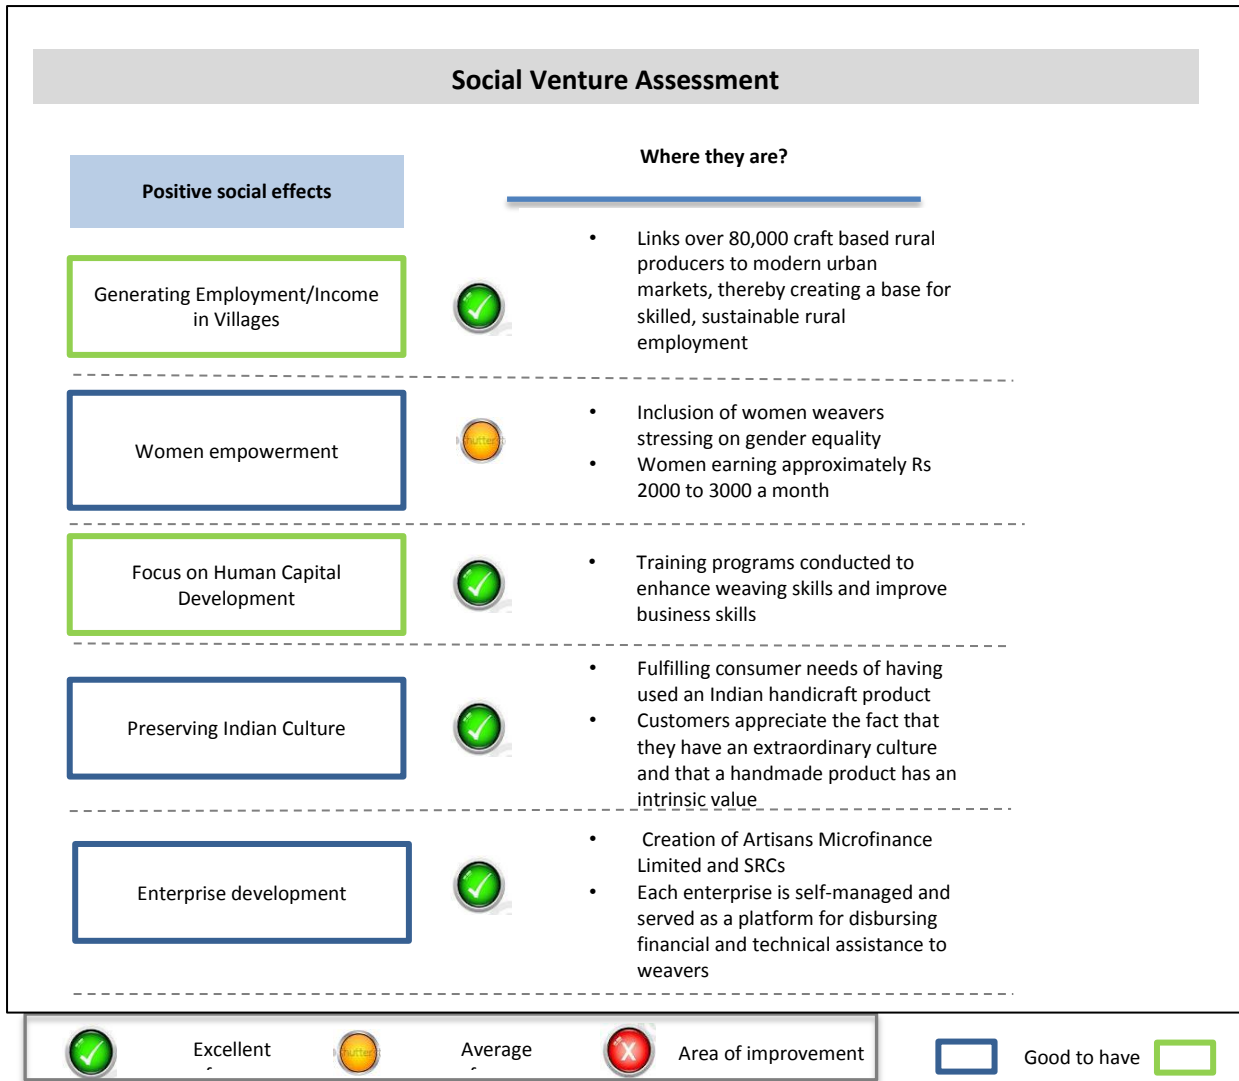 Social Venture Assessment
Where they are?
Positive social effects
Generating Employment/Income
in Villages
• Links over 80,000 craft based rural
producers to modern urban
markets, thereby creating a base for
skilled, sustainable rural
employment
Women empowerment
• Inclusion of women weavers
stressing on gender equality
• Women earning approximately Rs
2000 to 3000 a month
Focus on Human Capital
Development
• Training programs conducted to
enhance weaving skills and improve
business skills
Preserving Indian Culture
• Fulfilling consumer needs of having
used an Indian handicraft product
• Customers appreciate the fact that
they have an extraordinary culture
and that a handmade product has an
intrinsic value
Enterprise development
• Creation of Artisans Microfinance
Limited and SRCs
• Each enterprise is self-managed and
served as a platform for disbursing
financial and technical assistance to
weavers
Excellent
Average
X
Area of improvement
Good to have